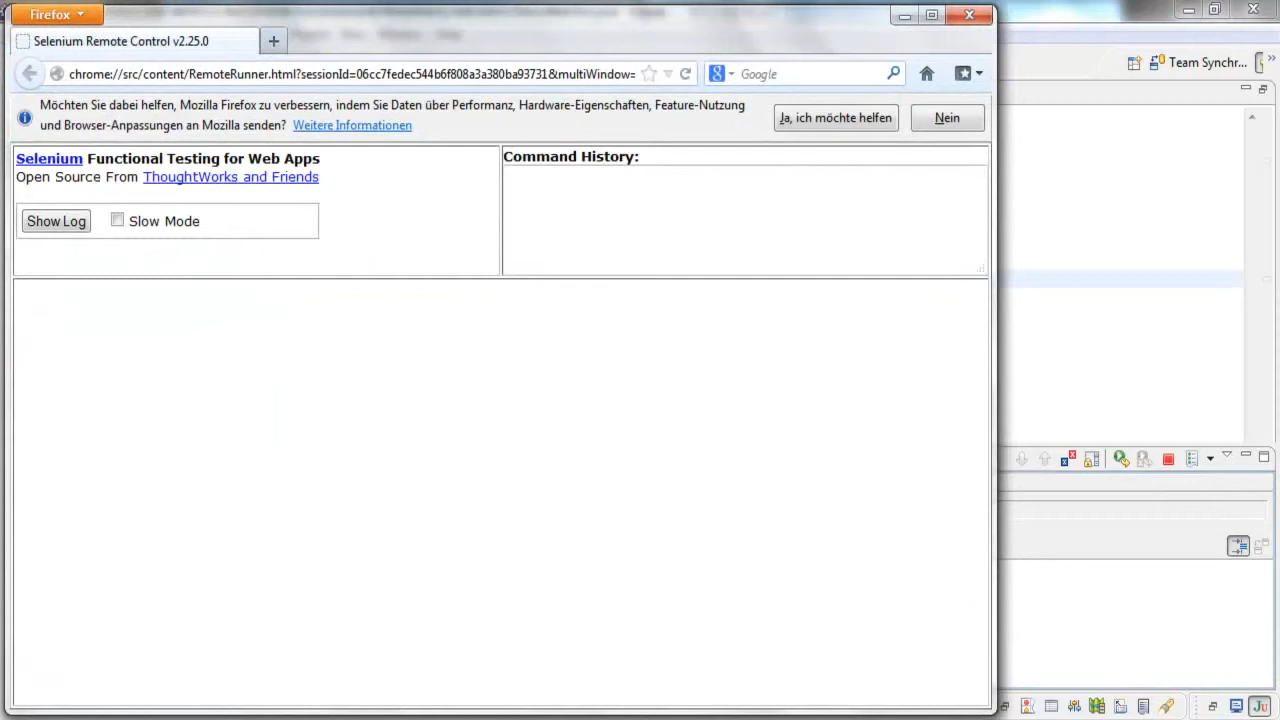 Firefox
Selenium Remote Control v2.25.0
chrome://src/content/RemoteRunner.html?sessionId=06cc7fedec544b6f808a3a380ba93731&multiWindow=
Google
Team Synchr...
Möchten Sie dabei helfen, Mozilla Firefox zu verbessern, indem Sie Daten über Performanz, Hardware-Eigenschaften, Feature-Nutzung
und Browser-Anpassungen an Mozilla senden? Weitere Informationen
Ja, ich möchte helfen
Nein
Selenium Functional Testing for Web Apps
Open Source From ThoughtWorks and Friends
Show Log
Slow Mode
Command History: